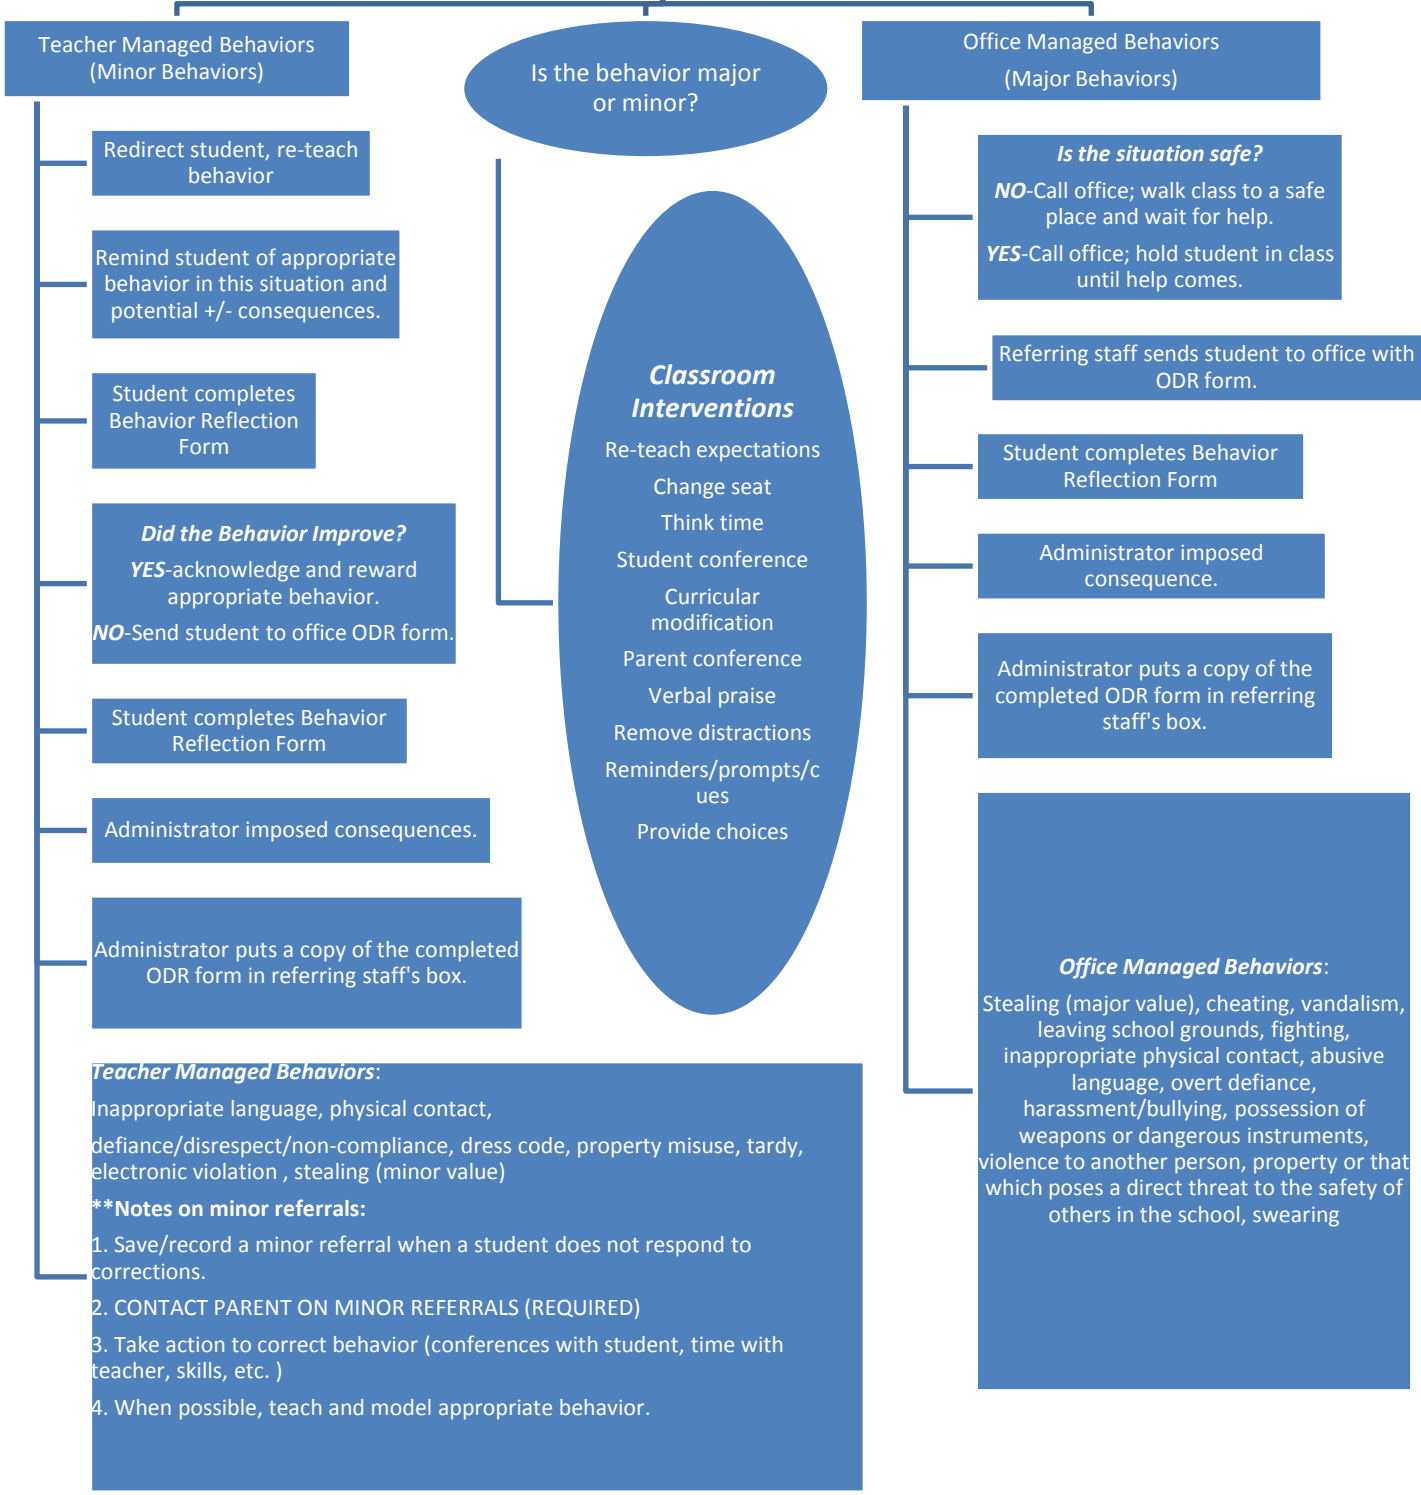 Teacher Managed Behaviors
(Minor Behaviors)
Redirect student, re-teach
behavior
Remind student of appropriate
behavior in this situation and
potential +/- consequences.
Student completes
Behavior Reflection
Form
Did the Behavior Improve?
YES-acknowledge and reward
appropriate behavior.
NO-Send student to office ODR form.
Student completes Behavior
Reflection Form
Administrator imposed consequences.
Administrator puts a copy of the completed
ODR form in referring staff's box.
Teacher Managed Behaviors:
Inappropriate language, physical contact,
defiance/disrespect/non-compliance, dress code, property misuse, tardy,
electronic violation , stealing (minor value)
**Notes on minor referrals:
1. Save/record a minor referral when a student does not respond to
corrections.
2. CONTACT PARENT ON MINOR REFERRALS (REQUIRED)
3. Take action to correct behavior (conferences with student, time with
teacher, skills, etc. )
4. When possible, teach and model appropriate behavior.
Is the behavior major
or minor?
Classroom
Interventions
Re-teach expectations
Change seat
Think time
Student conference
Curricular
modification
Parent conference
Verbal praise
Remove distractions
Reminders/prompts/c
ues
Provide choices
Office Managed Behaviors
(Major Behaviors)
Is the situation safe?
NO-Call office; walk class to a safe
place and wait for help.
YES-Call office; hold student in class
until help comes.
Referring staff sends student to office with
ODR form.
Student completes Behavior
Reflection Form
Administrator imposed
consequence.
Administrator puts a copy of the
completed ODR form in referring
staff's box.
Office Managed Behaviors:
Stealing (major value), cheating, vandalism,
leaving school grounds, fighting,
inappropriate physical contact, abusive
language, overt defiance,
harassment/bullying, possession of
weapons or dangerous instruments,
violence to another person, property or that
which poses a direct threat to the safety of
others in the school, swearing